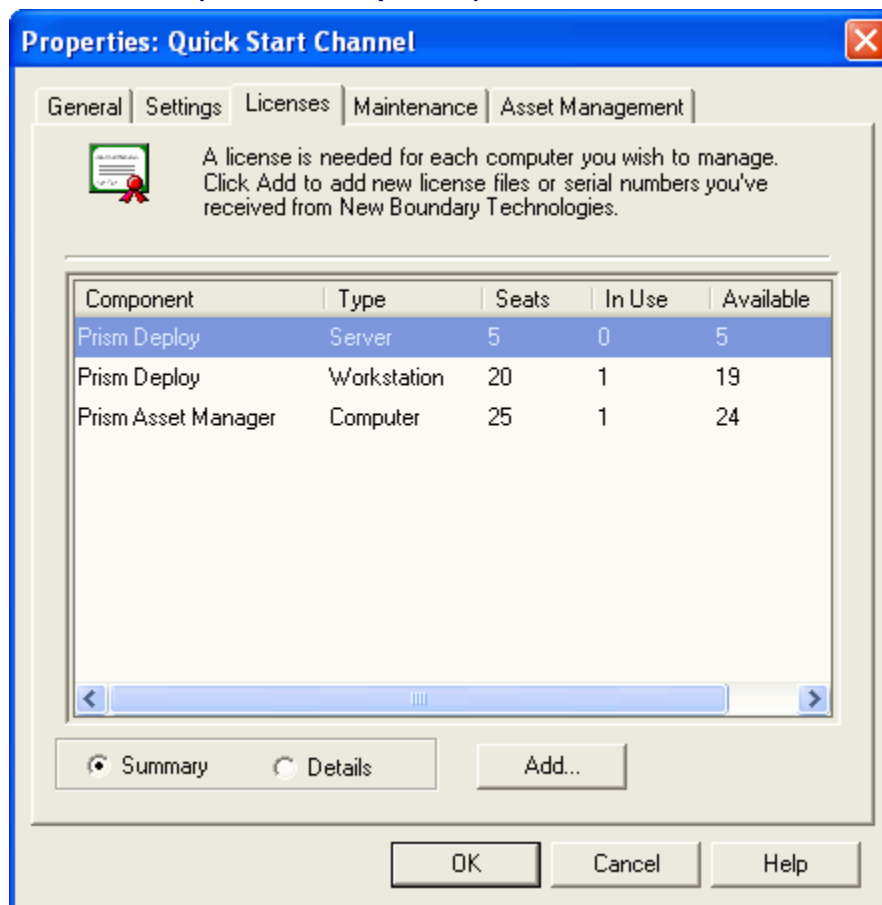 Properties: Quick Start Channel
General Settings Licenses Maintenance Asset Management
A license is needed for each computer you wish to manage.
Click Add to add new license files or serial numbers you've
received from New Boundary Technologies.
Component Type Seats In Use Available
Prism Deploy Server 5 0 5
Prism Deploy Workstation 20 1 19
Prism Asset Manager Computer 25 1 24
Summary Details Add...
OK Cancel Help